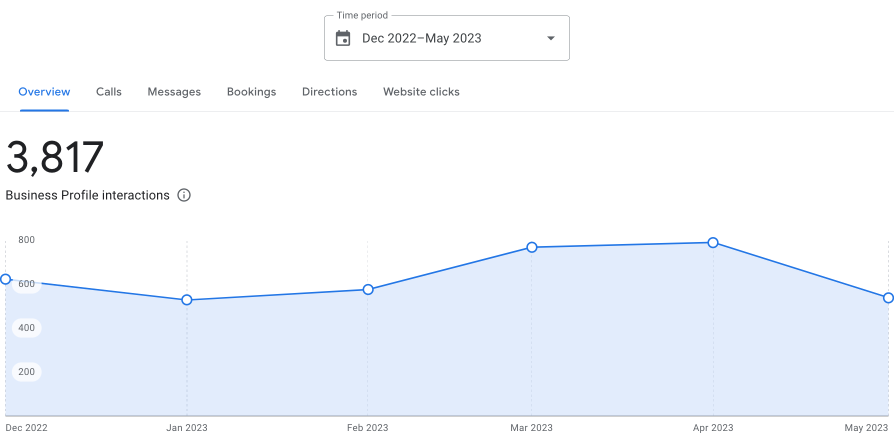 Time period
Dec 2022–May 2023
Overview Calls Messages Bookings Directions Website clicks
3,817
Business Profile interactions
800
600
400
200
Dec 2022 Jan 2023 Feb 2023 Mar 2023 Apr 2023 May 2023